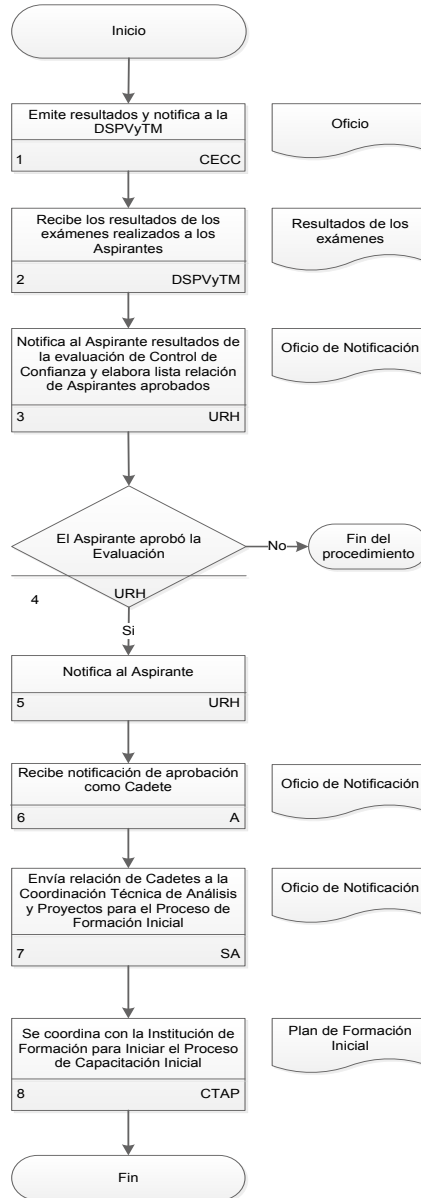 Inicio
Emite resultados y notifica a la
DSPVyTM
1 CECC
Oficio
Recibe los resultados de los
exámenes realizados a los
Aspirantes
2 DSPVyTM
Resultados de los
exámenes
Notifica al Aspirante resultados de
la evaluación de Control de
Confianza y elabora lista relación
de Aspirantes aprobados
3 URH
Oficio de Notificación
El Aspirante aprobó la
Evaluación
4 URH
No
Fin del
procedimiento
Si
Notifica al Aspirante
5 URH
Recibe notificación de aprobación
como Cadete
6 A
Oficio de Notificación
Envía relación de Cadetes a la
Coordinación Técnica de Análisis
y Proyectos para el Proceso de
Formación Inicial
7 SA
Oficio de Notificación
Se coordina con la Institución de
Formación para Iniciar el Proceso
de Capacitación Inicial
8 CTAP
Plan de Formación
Inicial
Fin